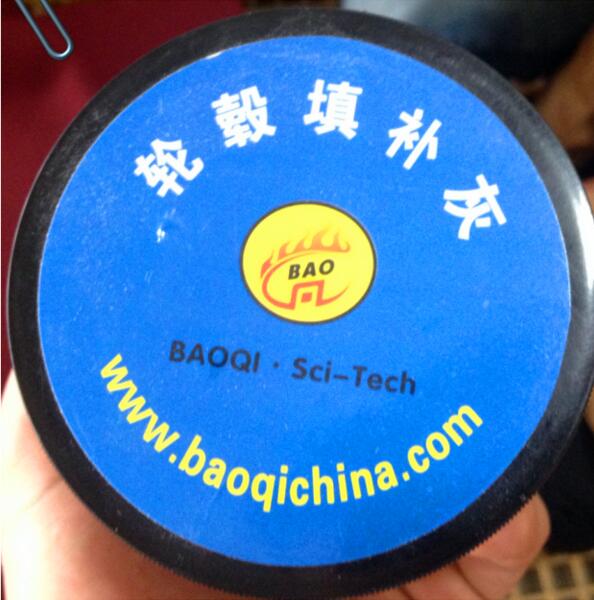 轮毂填补灰
BAO
BAOQI · Sci-Tech
www.baoqichina.com